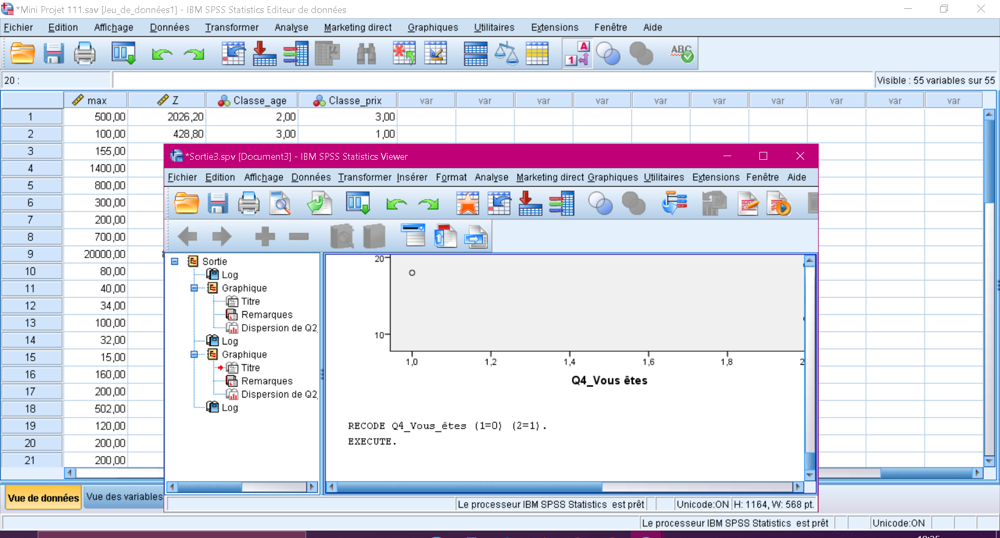 *Mini Projet 111.sav [Jeu_de_données1] - IBM SPSS Statistics Editeur de données
Fichier Edition Affichage Données Transformer Analyse Marketing direct Graphiques Utilitaires Extensions Fenêtre Aide
20 :
Visible : 55 variables sur 55
max Z Classe_age Classe_prix var var var var var var var var var var
1 500,00 2026,20 2,00 3,00
2 100,00 428,80 3,00 1,00
3 155,00
4 1400,00
5 800,00
6 300,00
7 200,00
8 700,00
9 20000,00
10 80,00
11 40,00
12 34,00
13 100,00
14 32,00
15 15,00
16 160,00
17 200,00
18 502,00
19 120,00
20 200,00
21 200,00
*Sortie3.spv [Document3] - IBM SPSS Statistics Viewer
Fichier Edition Affichage Données Transformer Insérer Format Analyse Marketing direct Graphiques Utilitaires Extensions Fenêtre Aide
Sortie
Log
Graphique
Titre
Remarques
Dispersion de Q2_
Log
Graphique
Titre
Remarques
Dispersion de Q2_
Log
20
10
1,0 1,2 1,4 1,6 1,8 2
Q4_Vous êtes
RECODE Q4_Vous_êtes (1=0) (2=1).
EXECUTE.
Le processeur IBM SPSS Statistics est prêt Unicode:ON H: 1164, W: 568 pt.
Vue de données Vue des variables
Le processeur IBM SPSS Statistics est prêt Unicode:ON